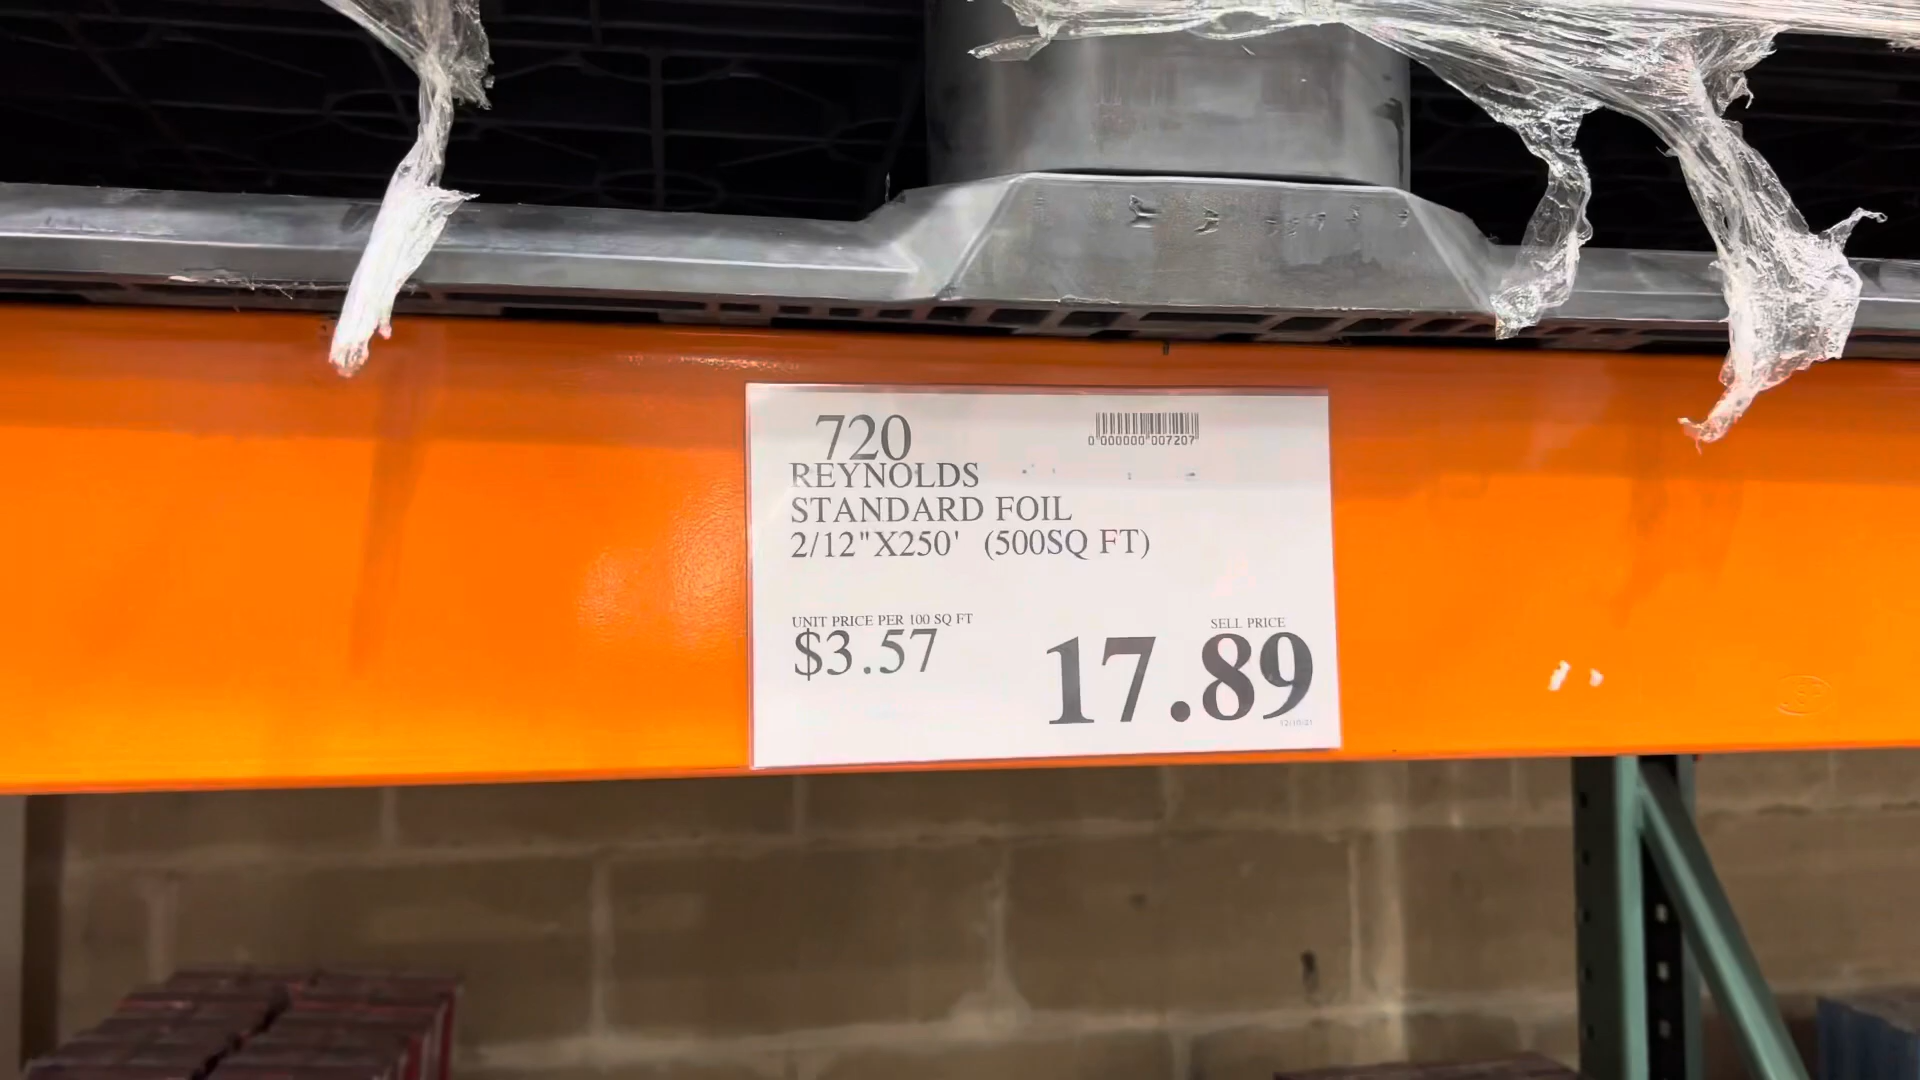 720
0 000000 007207
REYNOLDS
STANDARD FOIL
2/12"X250' (500SQ FT)
UNIT PRICE PER 100 SQ FT
$3.57
SELL PRICE
17.89